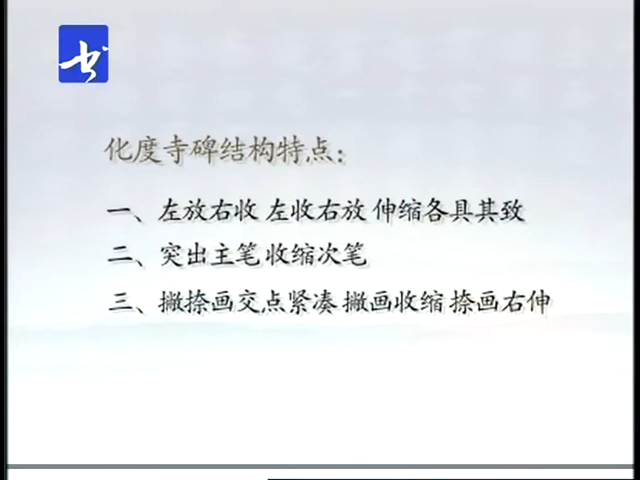 书
化度寺碑结构特点：
一、左放右收 左收右放 伸缩各具其致
二、突出主笔 收缩次笔
三、撇捺画交点紧凑 撇画收缩 捺画右伸